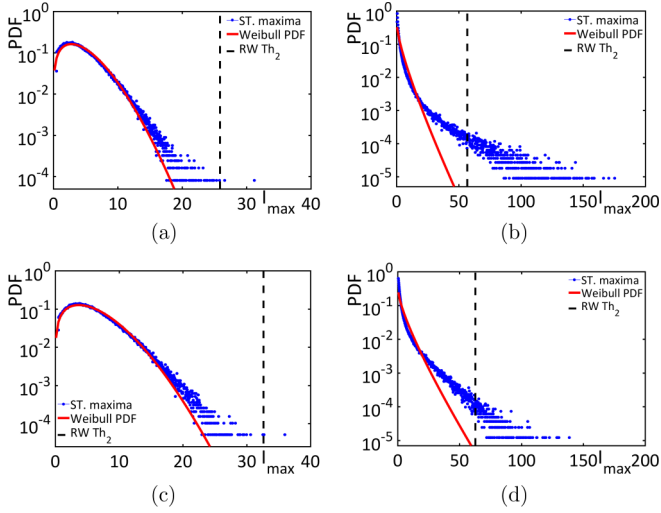 PDF
10^0
10^-1
10^-2
10^-3
10^-4
0 10 20 30 40
I_max
ST. maxima
Weibull PDF
RW Th_2
(a)
PDF
10^0
10^-1
10^-2
10^-3
10^-4
10^-5
0 50 100 150 200
I_max
ST. maxima
Weibull PDF
RW Th_2
(b)
PDF
10^0
10^-1
10^-2
10^-3
10^-4
0 10 20 30 40
I_max
ST. maxima
Weibull PDF
RW Th_2
(c)
PDF
10^0
10^-1
10^-2
10^-3
10^-4
10^-5
0 50 100 150 200
I_max
ST. maxima
Weibull PDF
RW Th_2
(d)